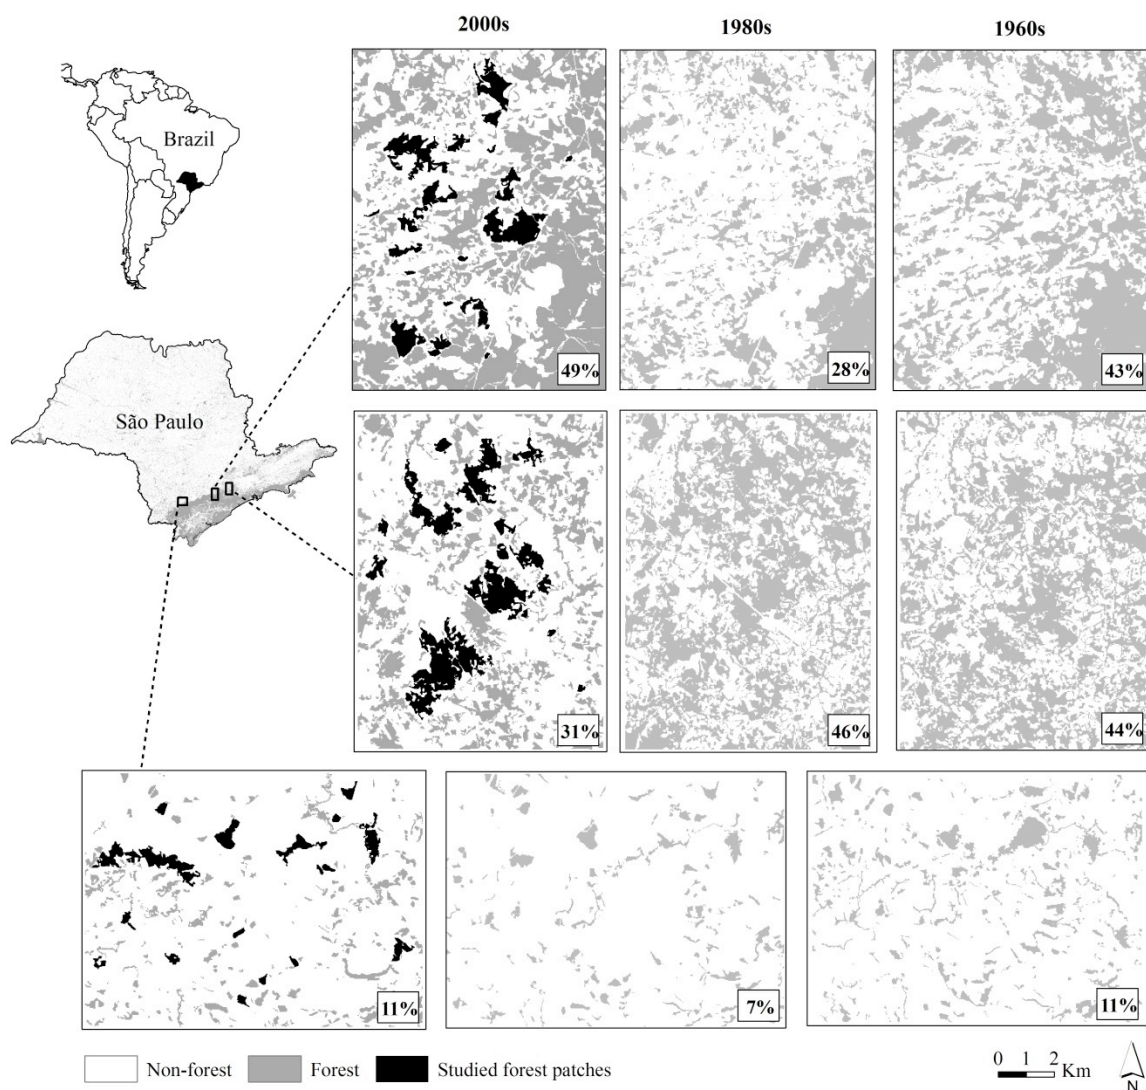 2000s 1980s 1960s
Brazil
São Paulo
49% 28% 43%
31% 46% 44%
11% 7% 11%
Non-forest Forest Studied forest patches
0 1 2 Km
N